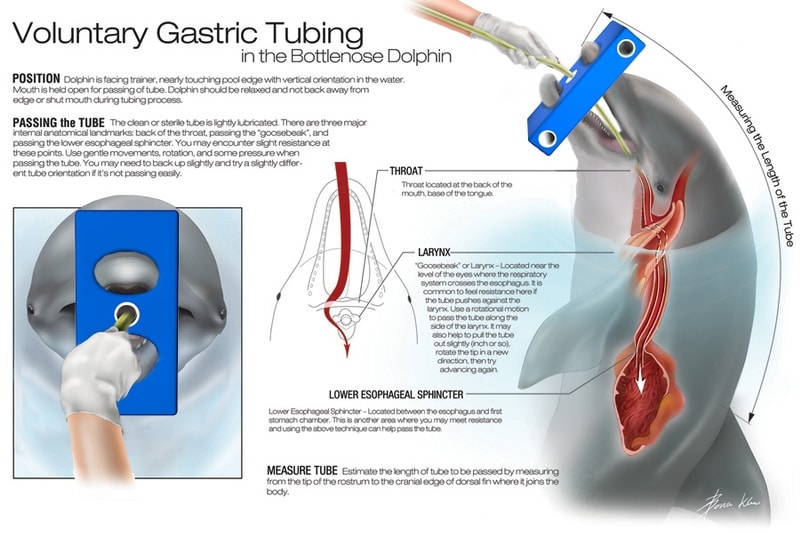 Voluntary Gastric Tubing
in the Bottlenose Dolphin
POSITION Dolphin is facing trainer, nearly touching pool edge with vertical orientation in the water.
Mouth is held open for passing of tube. Dolphin should be relaxed and not back away from
edge or shut mouth during tubing process.
PASSING the TUBE The clean or sterile tube is lightly lubricated. There are three major
internal anatomical landmarks: back of the throat, passing the "goosebeak", and
passing the lower esophageal sphincter. You may encounter slight resistance at
these points. Use gentle movements, rotation, and some pressure when
passing the tube. You may need to back up slightly and try a slightly differ-
ent tube orientation if it's not passing easily.
Measuring the Length of the Tube
THROAT
Throat located at the back of the
mouth, base of the tongue.
LARYNX
"Goosebeak" or Larynx – Located near the
level of the eyes where the respiratory
system crosses the esophagus. It is
common to feel resistance here if
the tube pushes against the
larynx. Use a rotational motion
to pass the tube along the
side of the larynx. It may
also help to pull the tube
out slightly (inch or so),
rotate the tip in a new
direction, then try
advancing again.
LOWER ESOPHAGEAL SPHINCTER
Lower Esophageal Sphincter – Located between the esophagus and first
stomach chamber. This is another area where you may meet resistance
and using the above technique can help pass the tube.
MEASURE TUBE Estimate the length of tube to be passed by measuring
from the tip of the rostrum to the cranial edge of dorsal fin where it joins the
body.